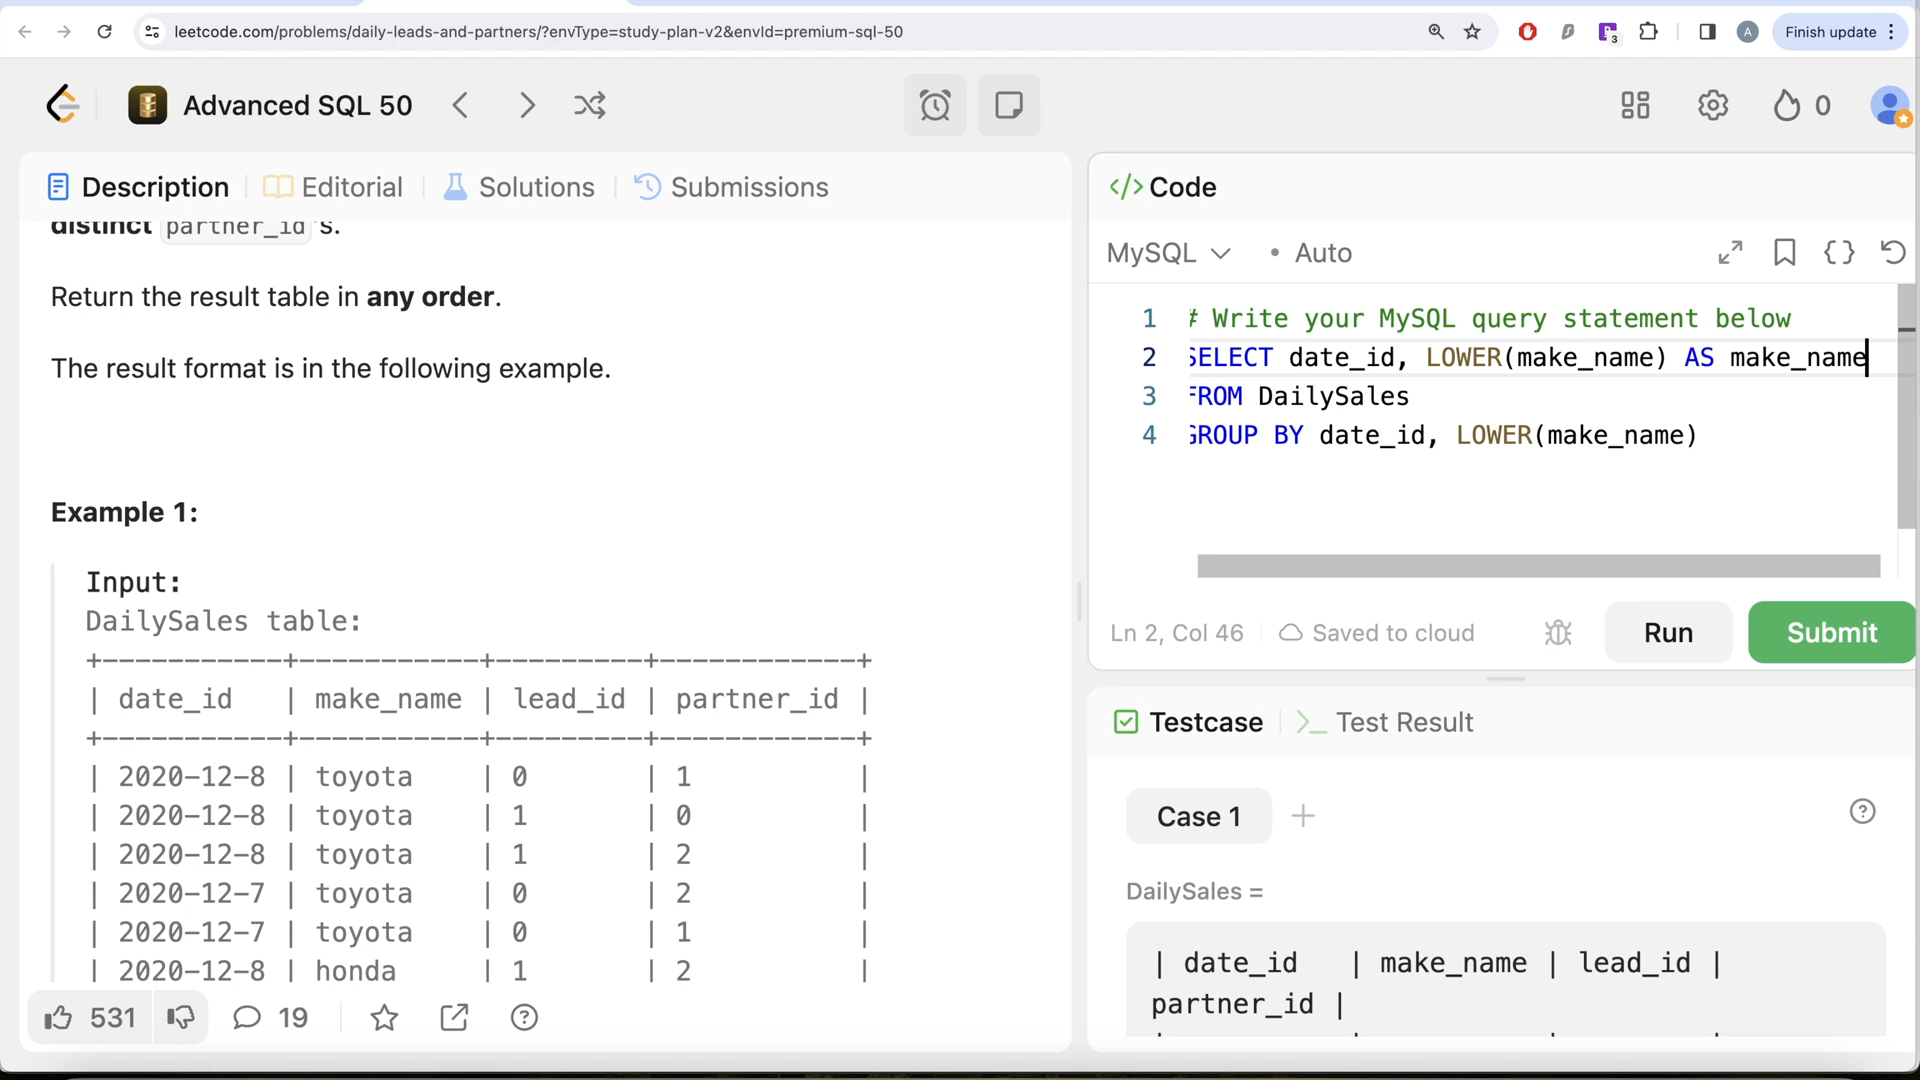 leetcode.com/problems/daily-leads-and-partners/?envType=study-plan-v2&envId=premium-sql-50
3
A
Finish update
Advanced SQL 50
0
Description
Editorial
Solutions
Submissions
distinct partner_id's.
Return the result table in any order.
The result format is in the following example.
Example 1:
Input:
DailySales table:
+-----------+-----------+---------+------------+
| date_id   | make_name | lead_id | partner_id |
+-----------+-----------+---------+------------+
| 2020-12-8 | toyota    | 0       | 1          |
| 2020-12-8 | toyota    | 1       | 0          |
| 2020-12-8 | toyota    | 1       | 2          |
| 2020-12-7 | toyota    | 0       | 2          |
| 2020-12-7 | toyota    | 0       | 1          |
| 2020-12-8 | honda     | 1       | 2          |
531
19
</> Code
MySQL
• Auto
1 # Write your MySQL query statement below
2 SELECT date_id, LOWER(make_name) AS make_name
3 FROM DailySales
4 GROUP BY date_id, LOWER(make_name)
Ln 2, Col 46
Saved to cloud
Run
Submit
Testcase
Test Result
Case 1
DailySales =
| date_id   | make_name | lead_id |
partner_id |